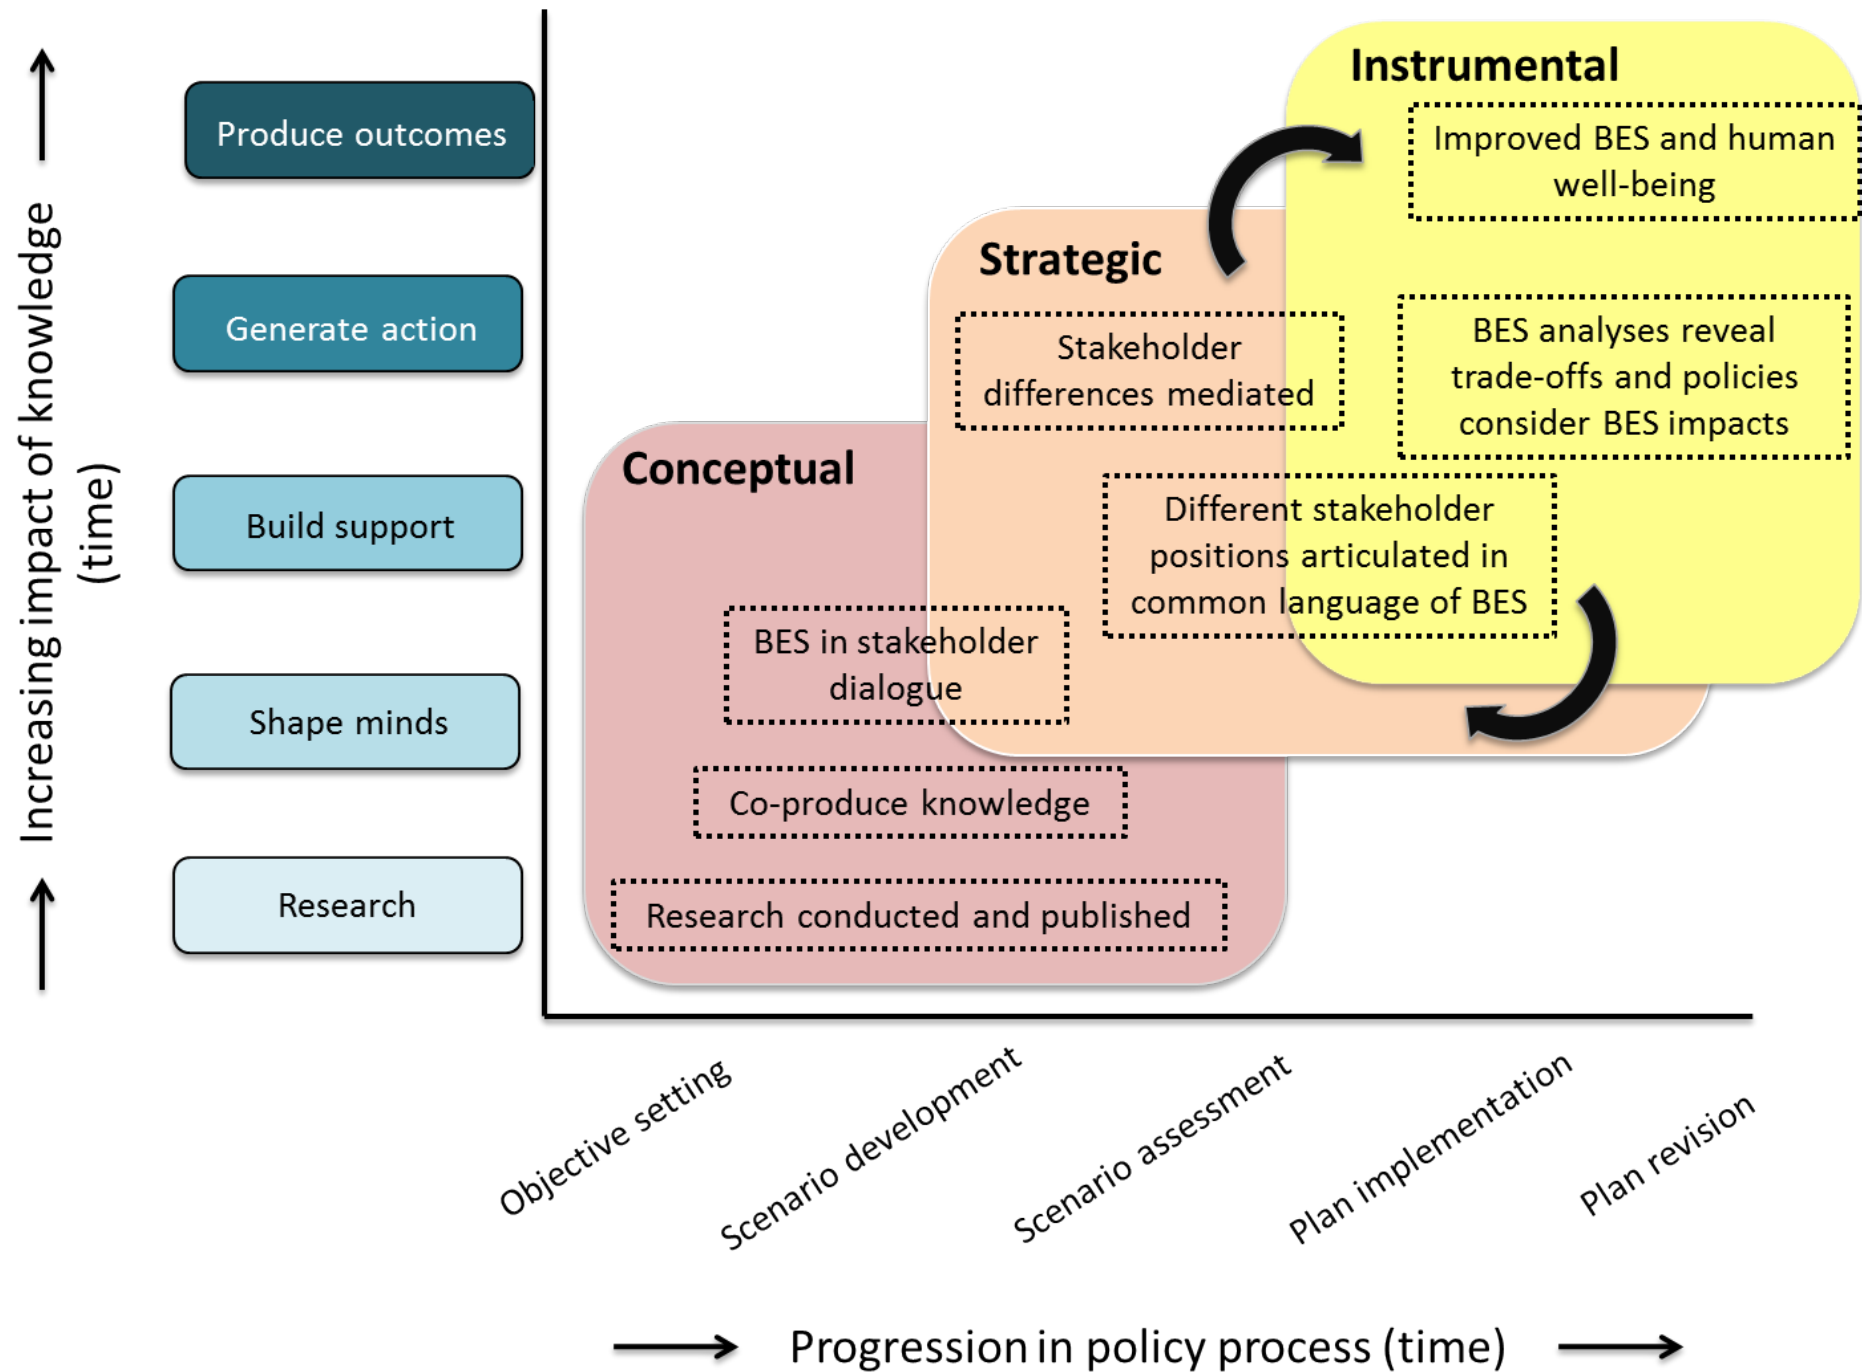 Increasing impact of knowledge
(time)
Produce outcomes
Generate action
Build support
Shape minds
Research
Instrumental
Improved BES and human
well-being
BES analyses reveal
trade-offs and policies
consider BES impacts
Strategic
Stakeholder
differences mediated
Different stakeholder
positions articulated in
common language of BES
Conceptual
BES in stakeholder
dialogue
Co-produce knowledge
Research conducted and published
Objective setting
Scenario development
Scenario assessment
Plan implementation
Plan revision
Progression in policy process (time)